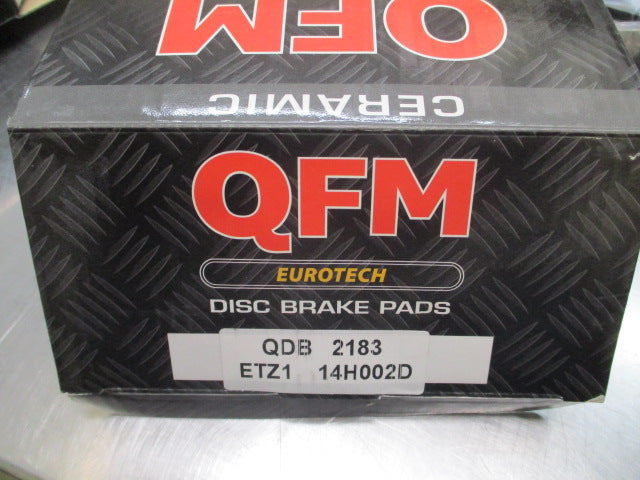 QFM
CERAMIC
QFM
EUROTECH
DISC BRAKE PADS
QDB 2183
ETZ1 14H002D